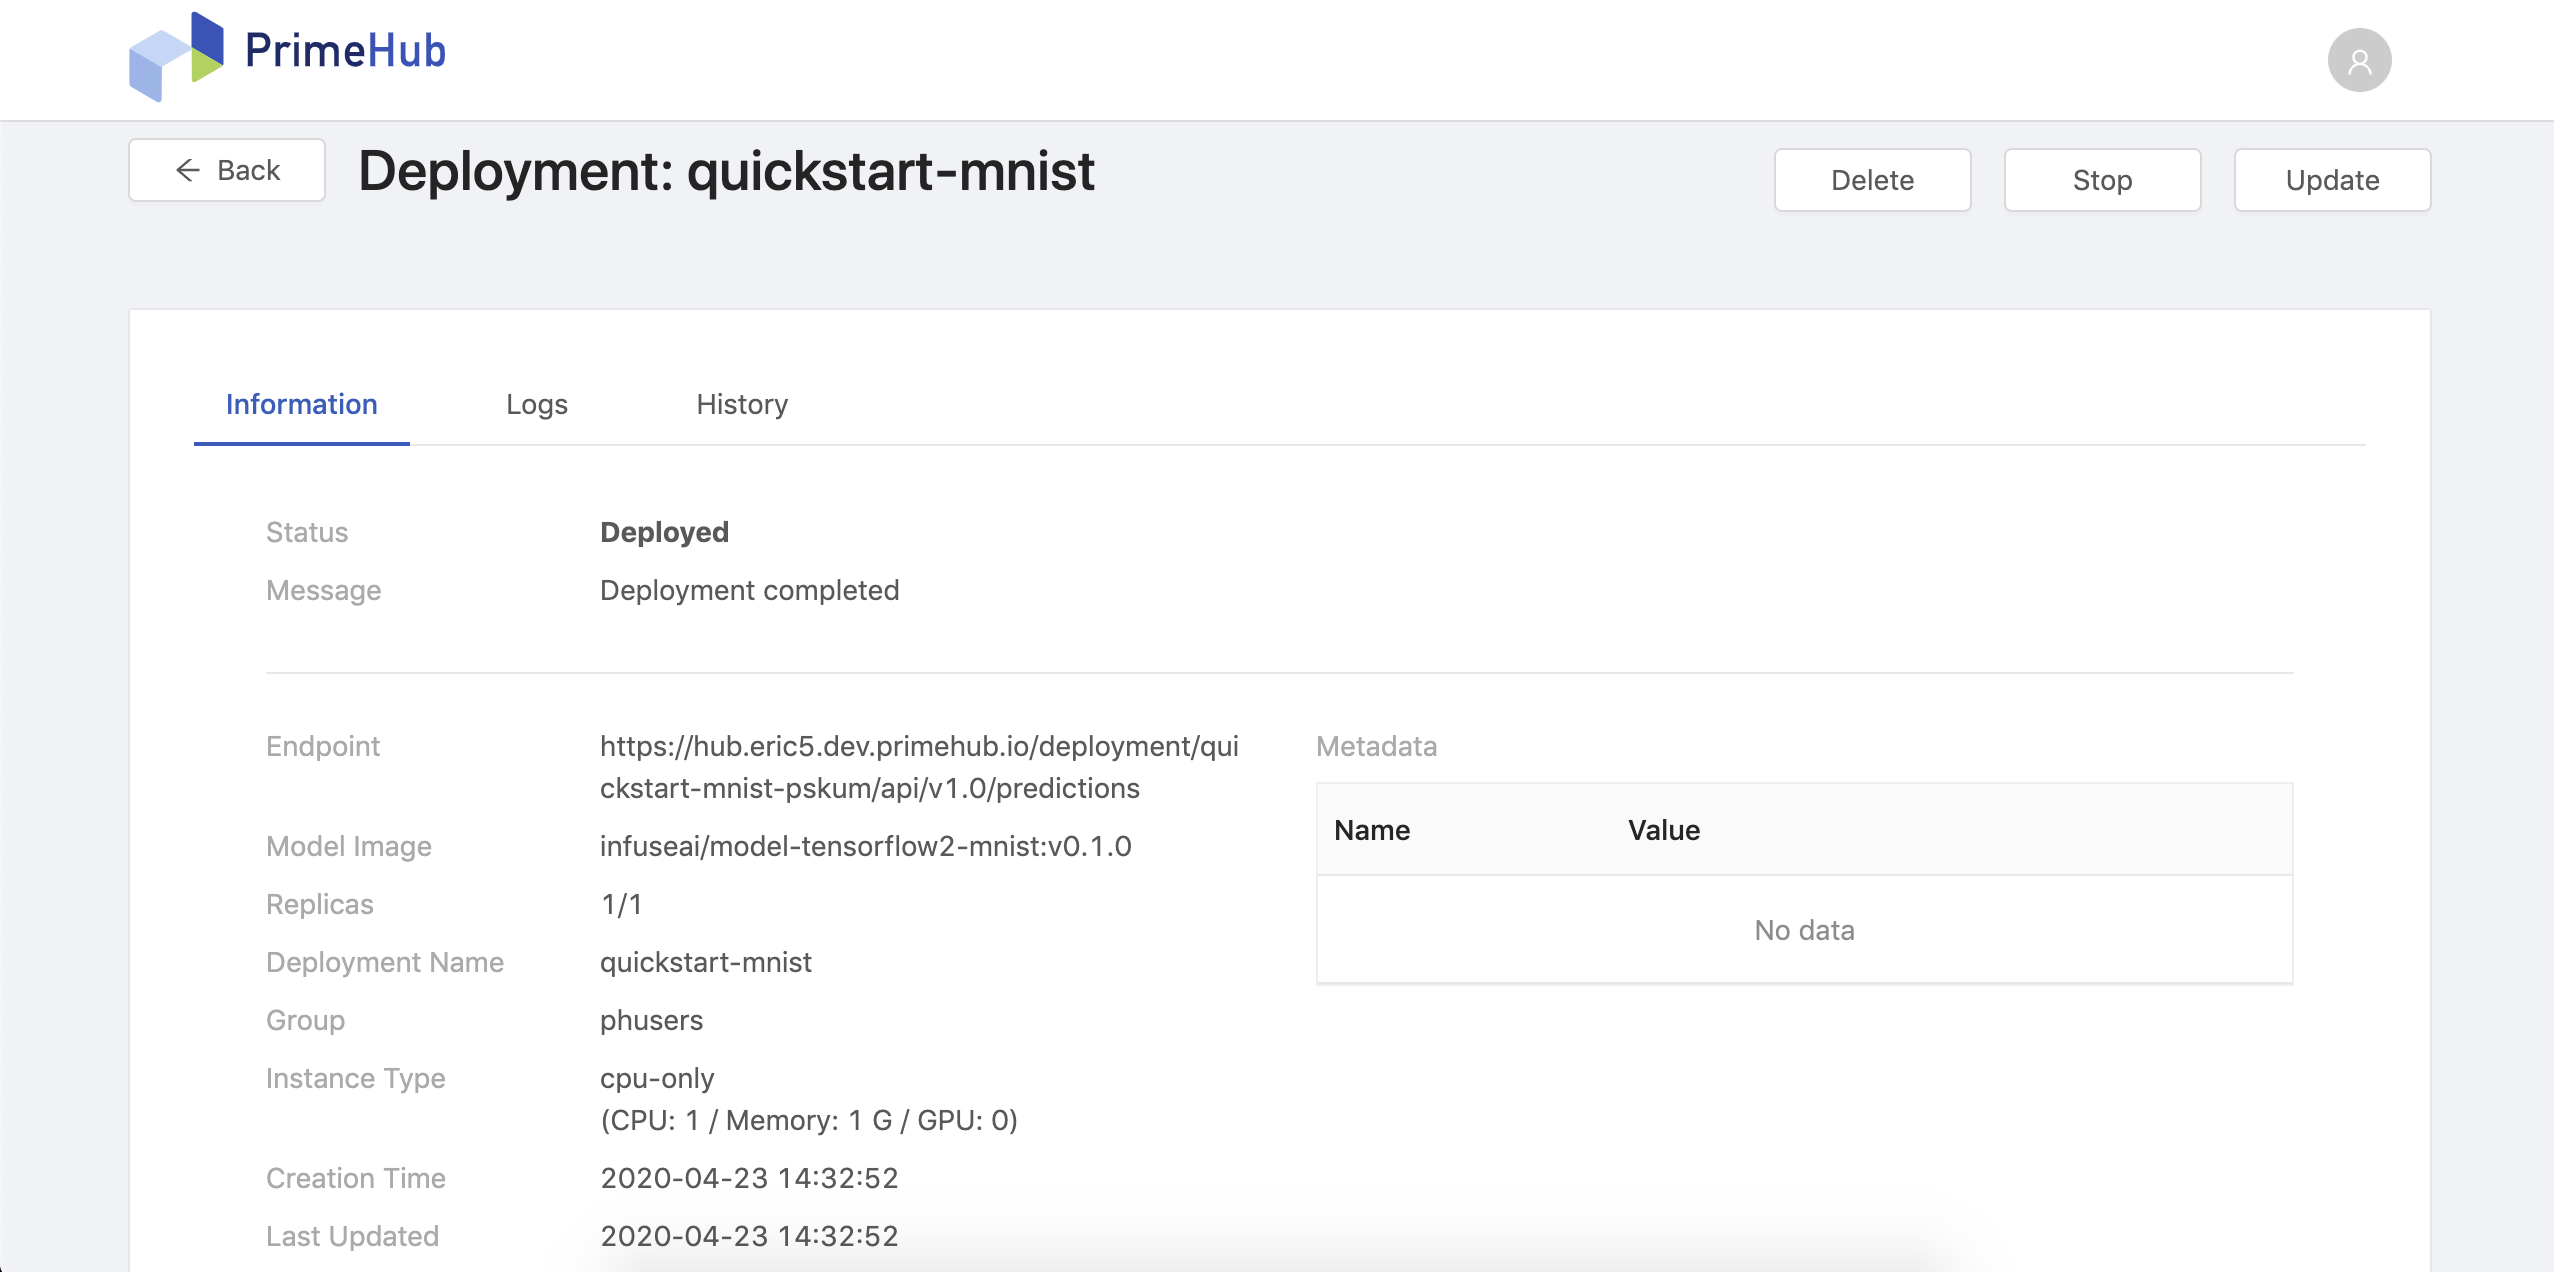 PrimeHub
Back
Deployment: quickstart-mnist
Delete
Stop
Update
Information
Logs
History
Status
Deployed
Message
Deployment completed
Endpoint
https://hub.eric5.dev.primehub.io/deployment/qui
ckstart-mnist-pskum/api/v1.0/predictions
Model Image
infuseai/model-tensorflow2-mnist:v0.1.0
Replicas
1/1
Deployment Name
quickstart-mnist
Group
phusers
Instance Type
cpu-only
(CPU: 1 / Memory: 1 G / GPU: 0)
Creation Time
2020-04-23 14:32:52
Last Updated
2020-04-23 14:32:52
Metadata
Name
Value
No data